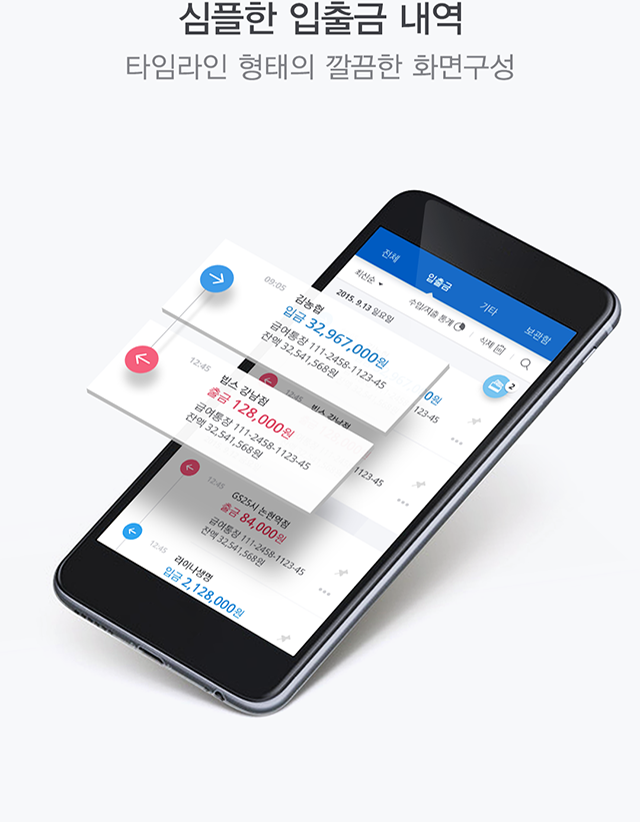 심플한 입출금 내역
타임라인 형태의 깔끔한 화면구성
전체
입출금
기타
보관함
최신순
수입/지출 통계
삭제
2015. 9.13 일요일
2
09:05
김농협
입금 32,967,000원
급여통장 111-2458-1123-45
잔액 32,541,568원
12:45
빕스 강남점
출금 128,000원
급여통장 111-2458-1123-45
잔액 32,541,568원
12:45
GS25시 논현역점
출금 84,000원
급여통장 111-2458-1123-45
잔액 32,541,568원
12:45
라이나생명
입금 2,128,000원